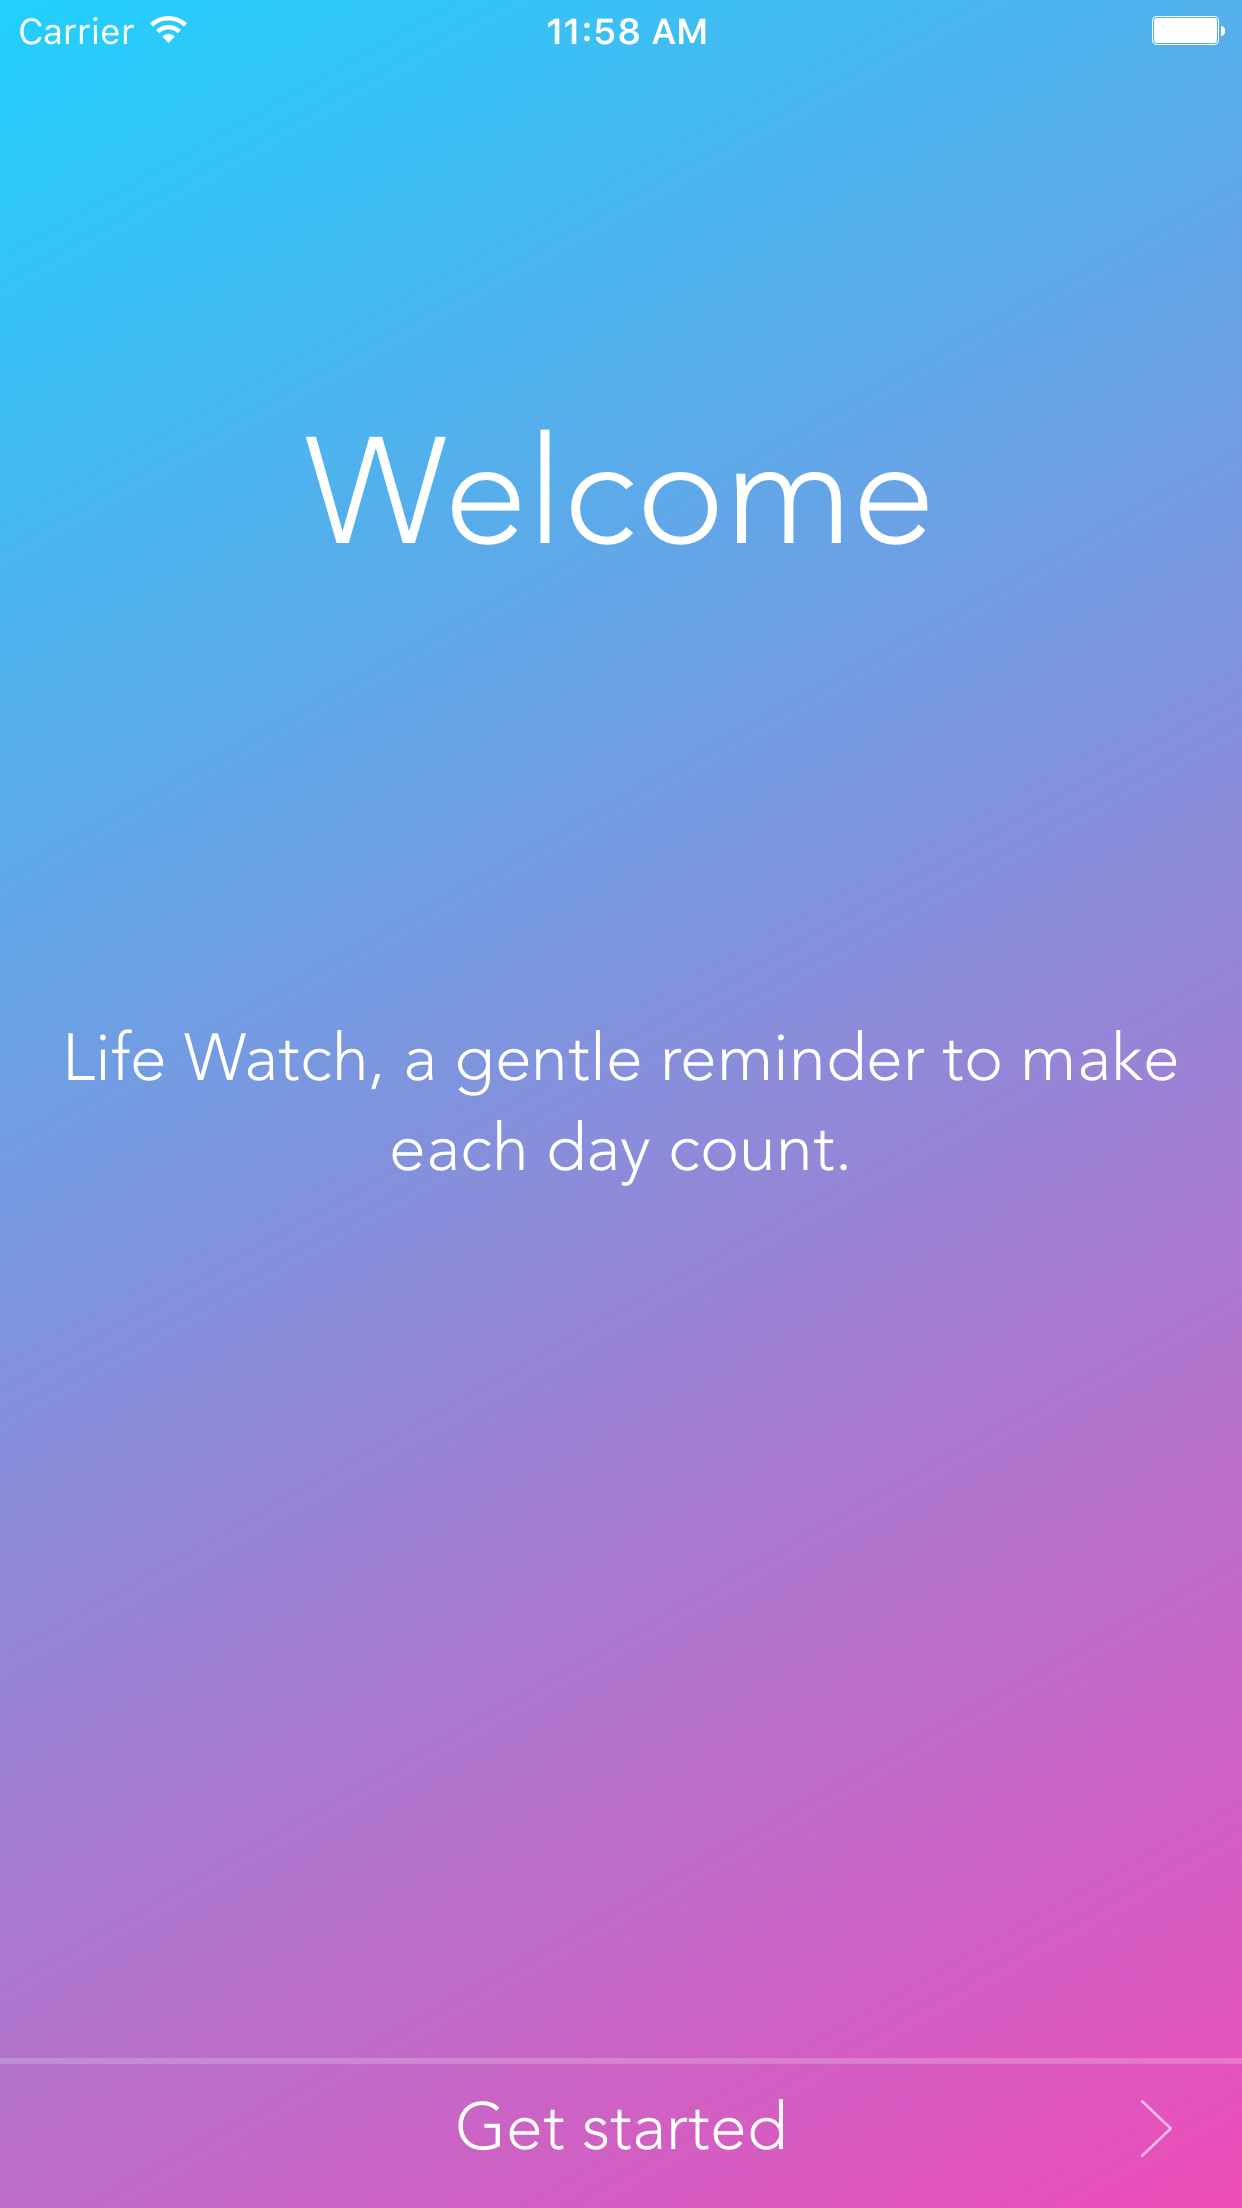 Carrier 11:58 AM
Welcome
Life Watch, a gentle reminder to make
each day count.
Get started